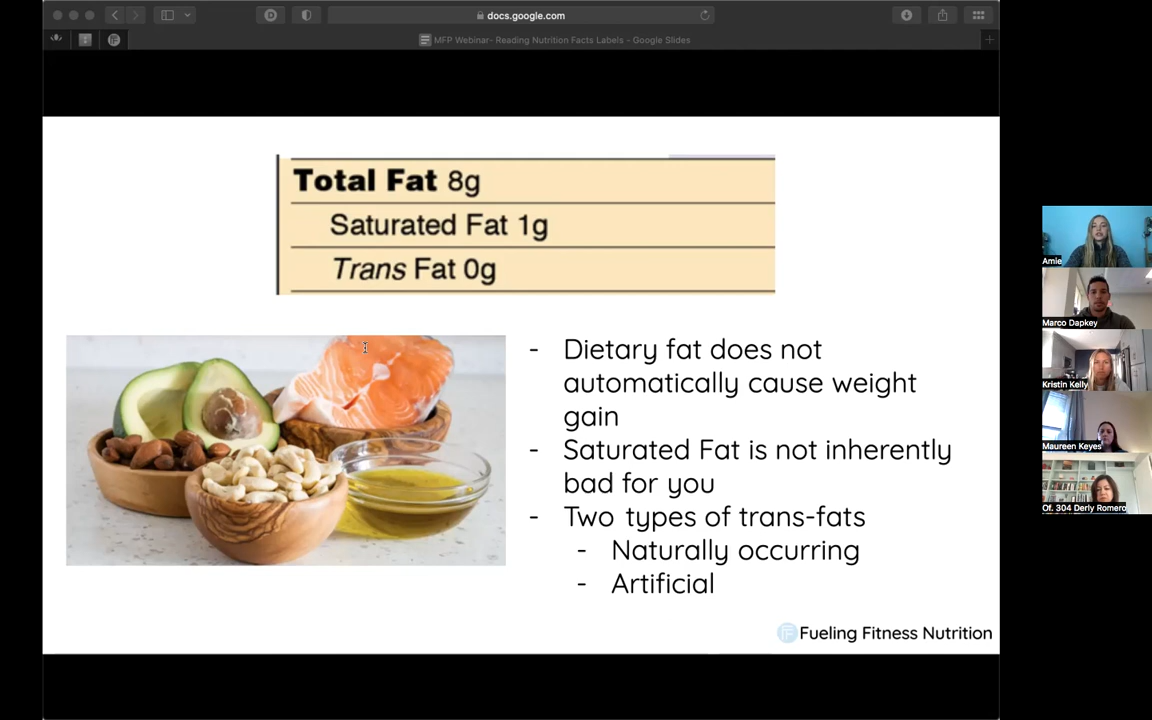 docs.google.com
MFP Webinar- Reading Nutrition Facts Labels - Google Slides
Total Fat 8g
Saturated Fat 1g
Trans Fat 0g
- Dietary fat does not
automatically cause weight
gain
- Saturated Fat is not inherently
bad for you
- Two types of trans-fats
- Naturally occurring
- Artificial
Fueling Fitness Nutrition
Amie
Marco Dapkey
Kristin Kelly
Maureen Keyes
Of. 304 Derly Romero